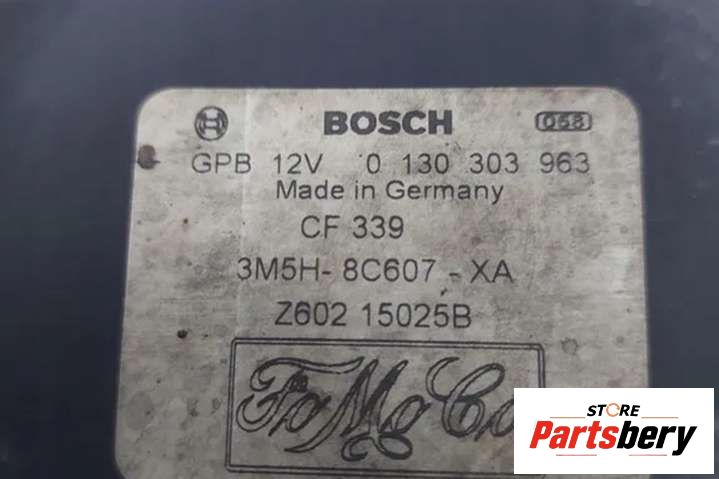 BOSCH 058
GPB 12V 0 130 303 963
Made in Germany
CF 339
3M5H- 8C607 - XA
Z602 15025B
FoMoCo
STORE
Partsbery